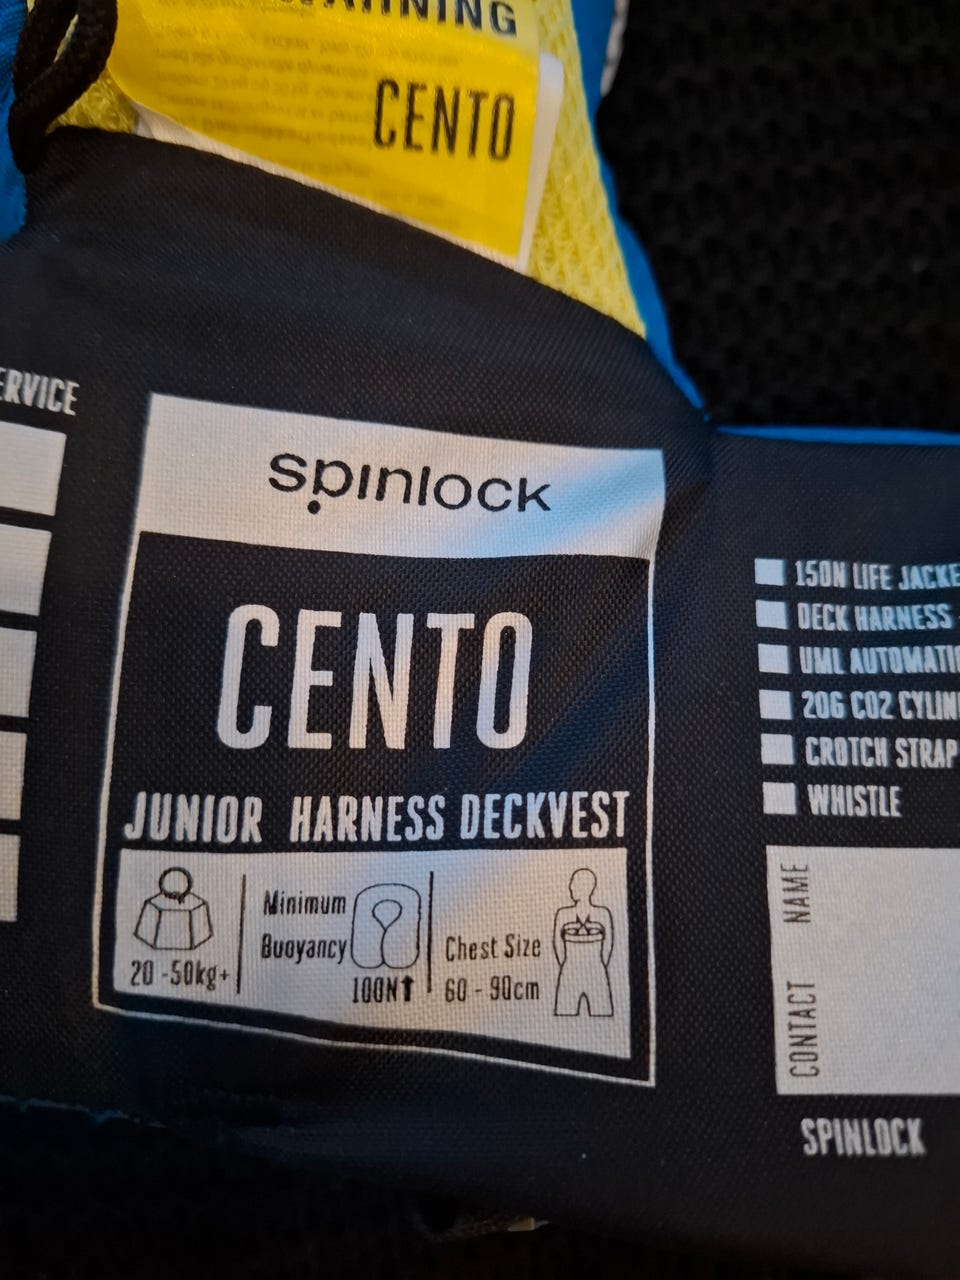 WARNING
CENTO
ERVICE
spinlock
CENTO
JUNIOR HARNESS DECKVEST
20 -50kg+
Minimum
Buoyancy
100N↑
Chest Size
60 - 90cm
150N LIFE JACKE
DECK HARNESS
UML AUTOMATI
20G CO2 CYLIN
CROTCH STRAP
WHISTLE
NAME
CONTACT
SPINLOCK